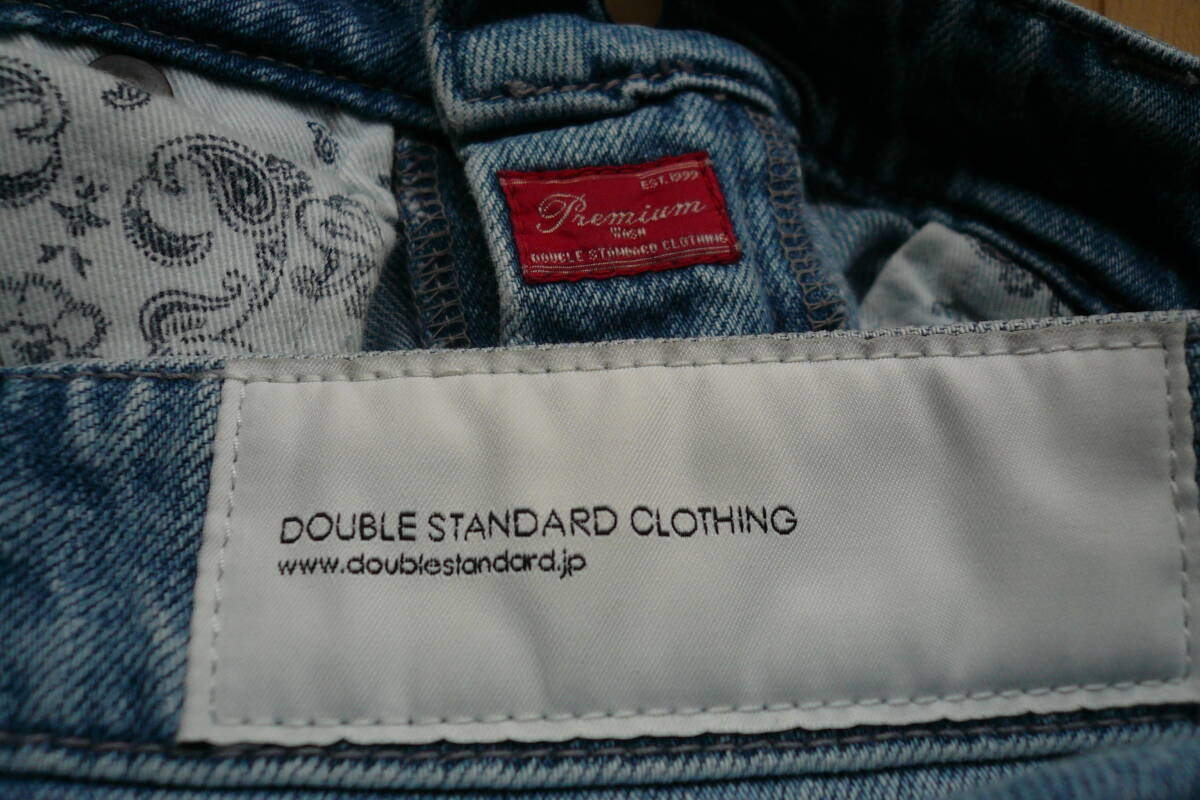 EST. 1999
Premium
WASH
DOUBLE STANDARD CLOTHING
DOUBLE STANDARD CLOTHING
www.doublestandard.jp